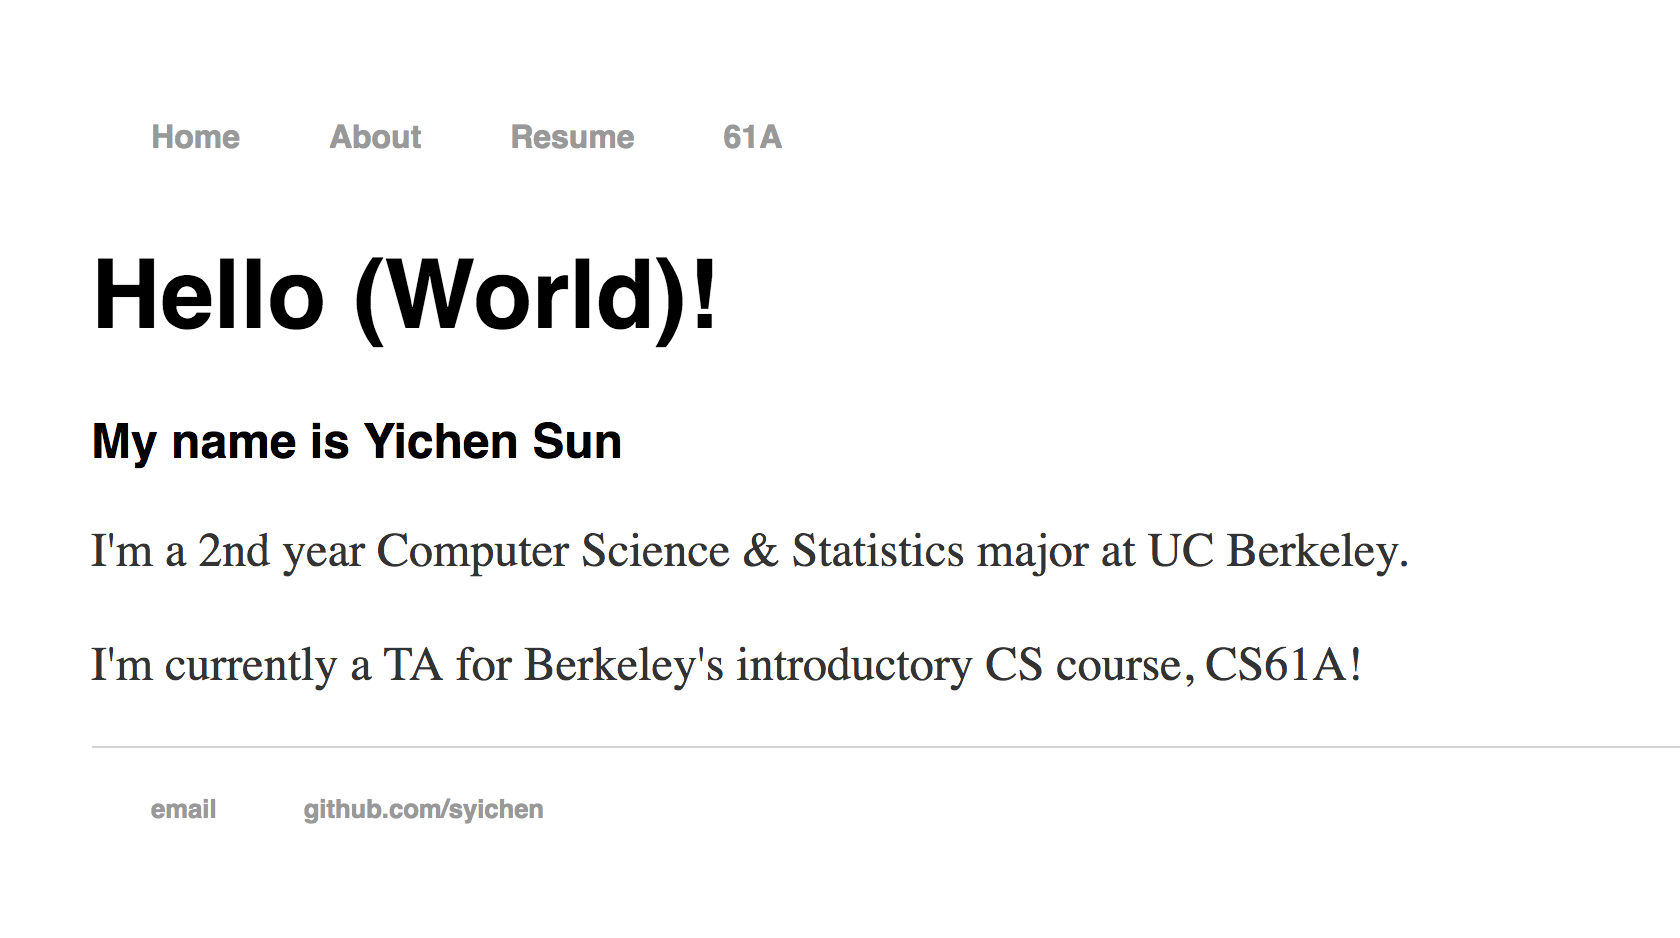 Home About Resume 61A
Hello (World)!
My name is Yichen Sun
I'm a 2nd year Computer Science & Statistics major at UC Berkeley.
I'm currently a TA for Berkeley's introductory CS course, CS61A!
email github.com/syichen